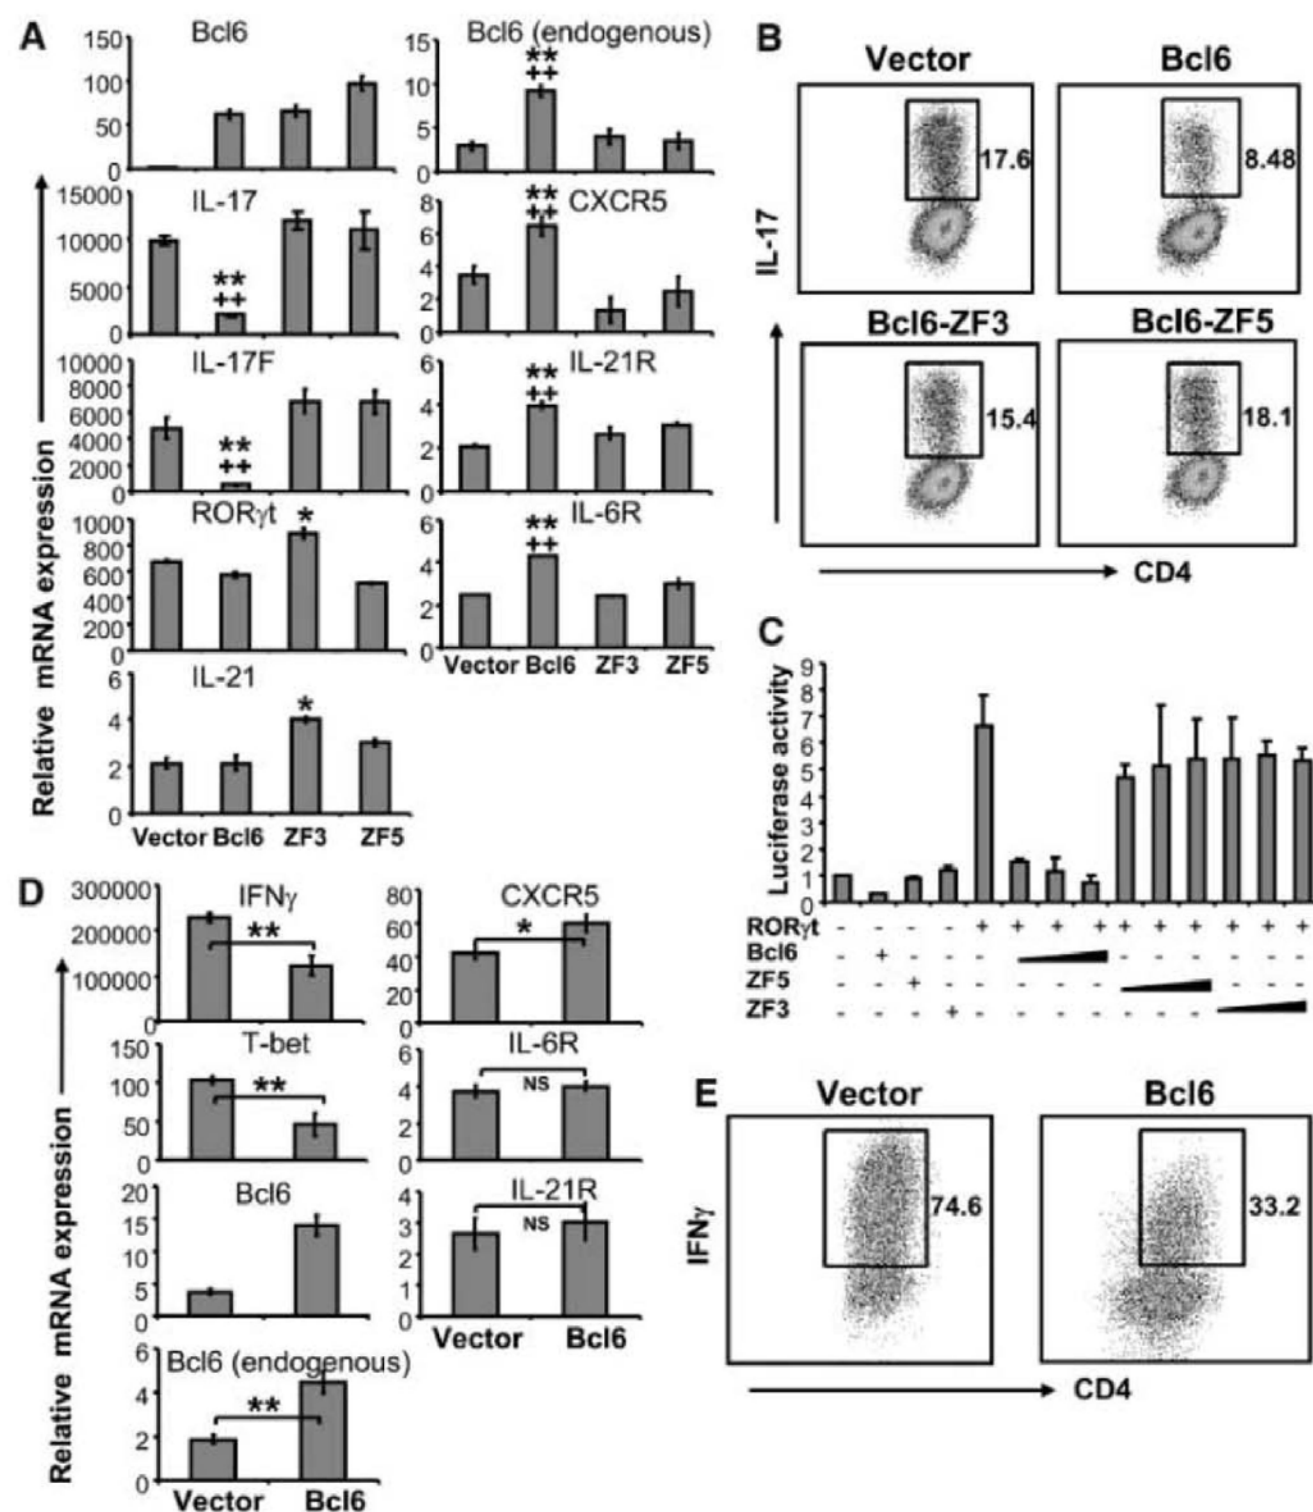 A
Bcl6
150
100
50
0
Bcl6 (endogenous)
15
10
5
0
**
++
IL-17
15000
10000
5000
0
**
++
CXCR5
8
6
4
2
0
**
++
IL-17F
10000
8000
6000
4000
2000
0
**
++
IL-21R
6
4
2
0
**
++
RORγt
1000
800
600
400
200
0
*
IL-6R
6
4
2
0
**
++
Vector Bcl6 ZF3 ZF5
IL-21
6
4
2
0
*
Vector Bcl6 ZF3 ZF5
Relative mRNA expression
B
Vector Bcl6
17.6 8.48
Bcl6-ZF3 Bcl6-ZF5
15.4 18.1
IL-17
CD4
C
Luciferase activity
9
8
7
6
5
4
3
2
1
0
RORγt - - - - + + + + + + + + + +
Bcl6 - + - - - - - - - - -
ZF5 - - + - - - - - - - -
ZF3 - - - + - - - - - - -
D
IFNγ
300000
200000
100000
0
**
CXCR5
80
60
40
20
0
*
T-bet
150
100
50
0
**
IL-6R
6
4
2
0
NS
Bcl6
20
15
10
5
0
IL-21R
4
3
2
1
0
NS
Vector Bcl6
Bcl6 (endogenous)
6
4
2
0
**
Vector Bcl6
Relative mRNA expression
E
Vector Bcl6
74.6 33.2
IFNγ
CD4